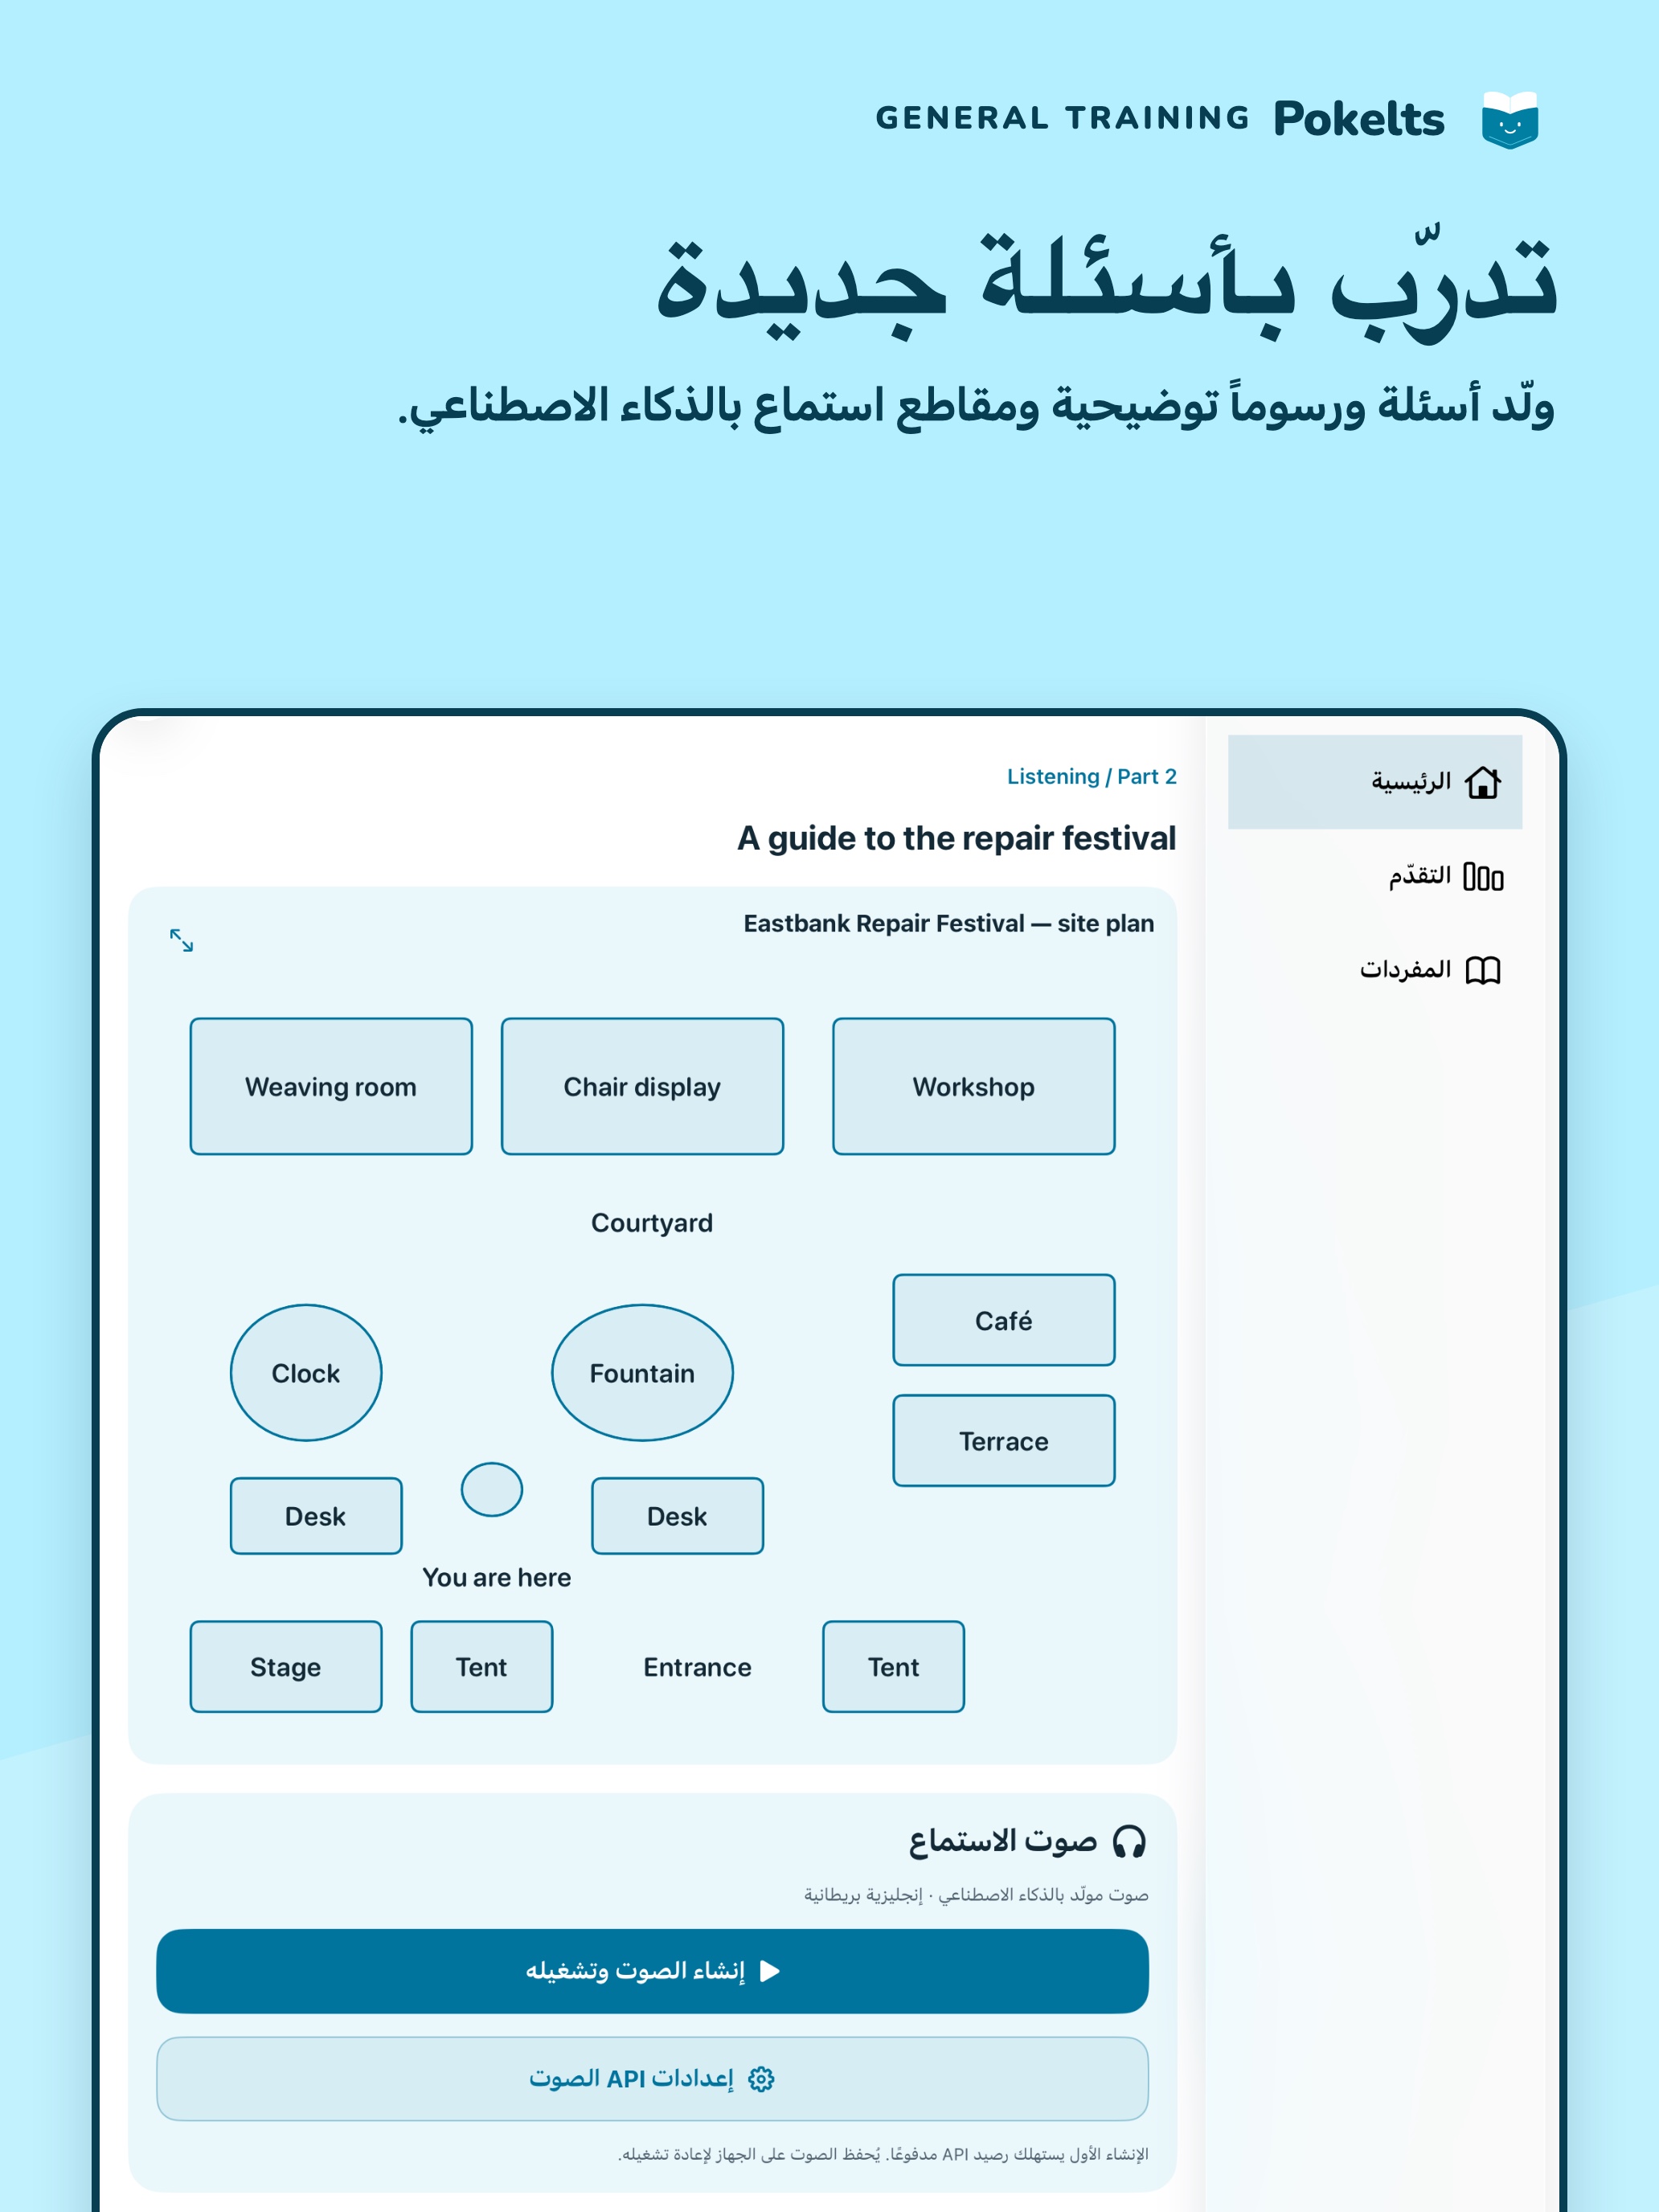 Pokelts GENERAL TRAINING
تدرّب بأسئلة جديدة
ولّد أسئلة ورسوماً توضيحية ومقاطع استماع بالذكاء الاصطناعي.
الرئيسية
التقدّم
المفردات
Listening / Part 2
A guide to the repair festival
Eastbank Repair Festival — site plan
Weaving room
Chair display
Workshop
Courtyard
Café
Clock
Fountain
Terrace
Desk
Desk
You are here
Stage
Tent
Entrance
Tent
صوت الاستماع
صوت مولّد بالذكاء الاصطناعي · إنجليزية بريطانية
إنشاء الصوت وتشغيله
إعدادات API الصوت
الإنشاء الأول يستهلك رصيد API مدفوعًا. يُحفظ الصوت على الجهاز لإعادة تشغيله.